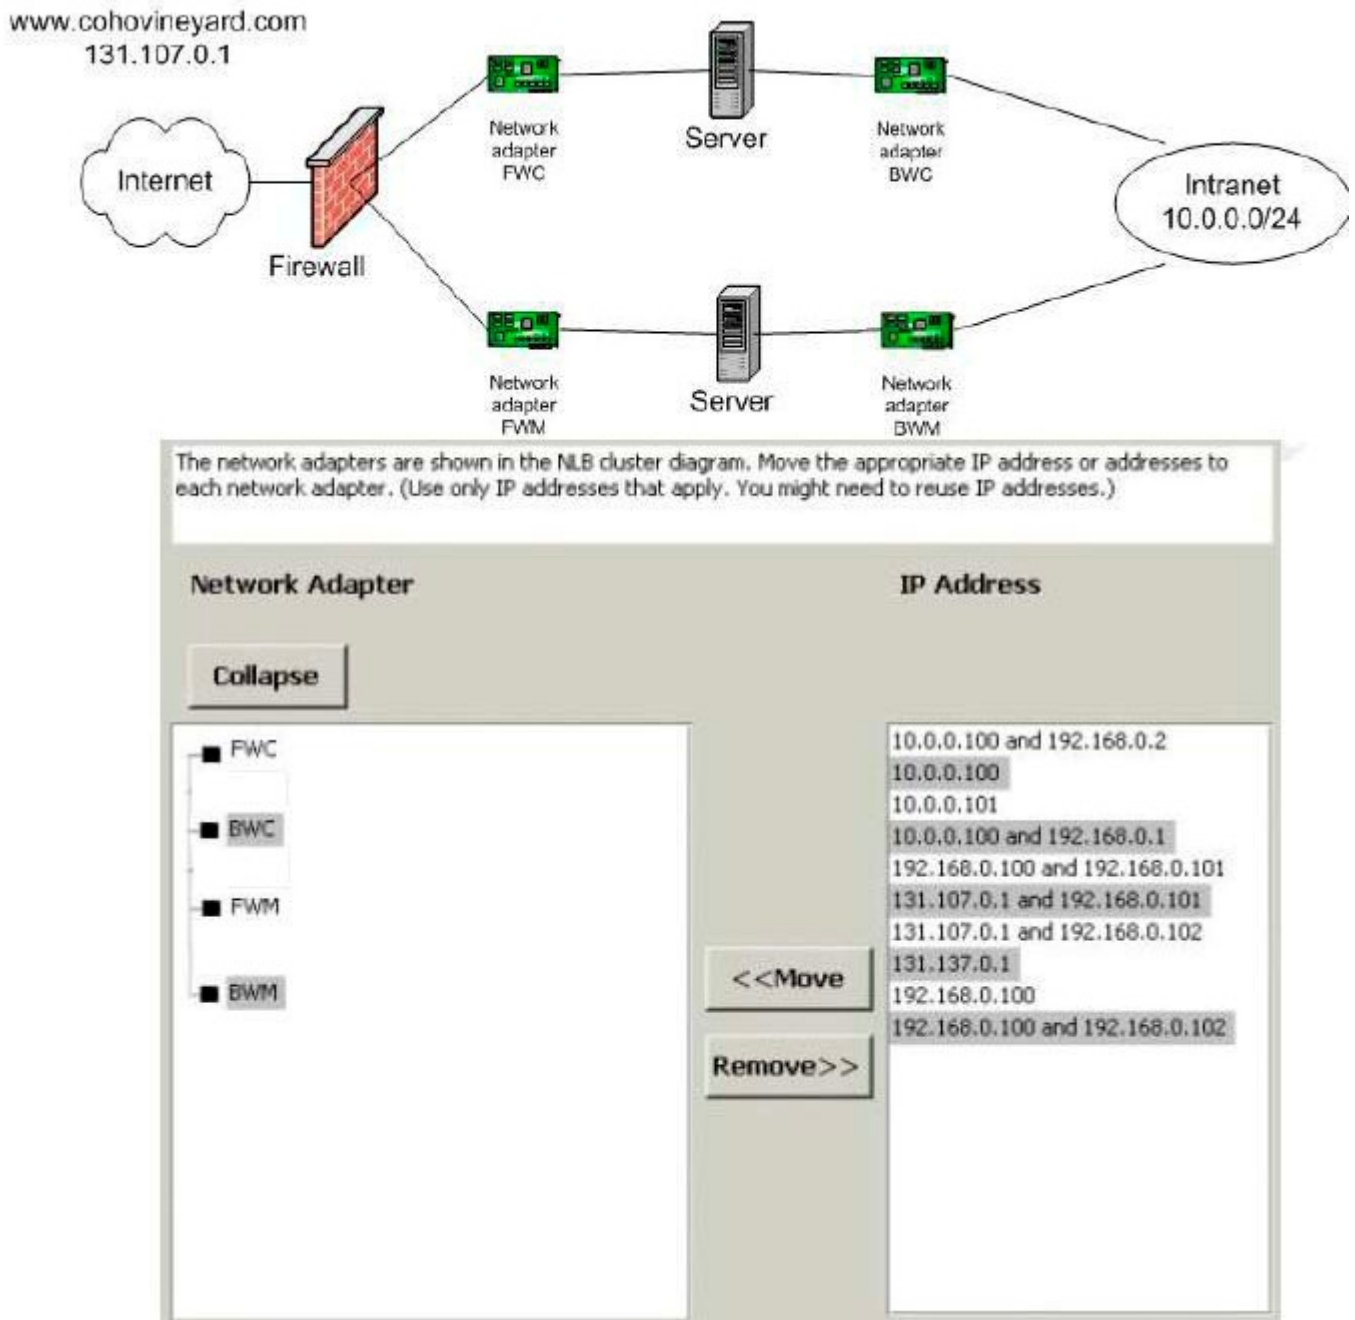 www.cohovineyard.com
131.107.0.1
Internet
Firewall
Network
adapter
FWC
Server
Network
adapter
BWC
Intranet
10.0.0.0/24
Network
adapter
FWM
Server
Network
adapter
BWM
The network adapters are shown in the NLB cluster diagram. Move the appropriate IP address or addresses to
each network adapter. (Use only IP addresses that apply. You might need to reuse IP addresses.)
Network Adapter
IP Address
Collapse
FWC
BWC
FWM
BWM
<<Move
Remove>>
10.0.0.100 and 192.168.0.2
10.0.0.100
10.0.0.101
10.0.0.100 and 192.168.0.1
192.168.0.100 and 192.168.0.101
131.107.0.1 and 192.168.0.101
131.107.0.1 and 192.168.0.102
131.137.0.1
192.168.0.100
192.168.0.100 and 192.168.0.102